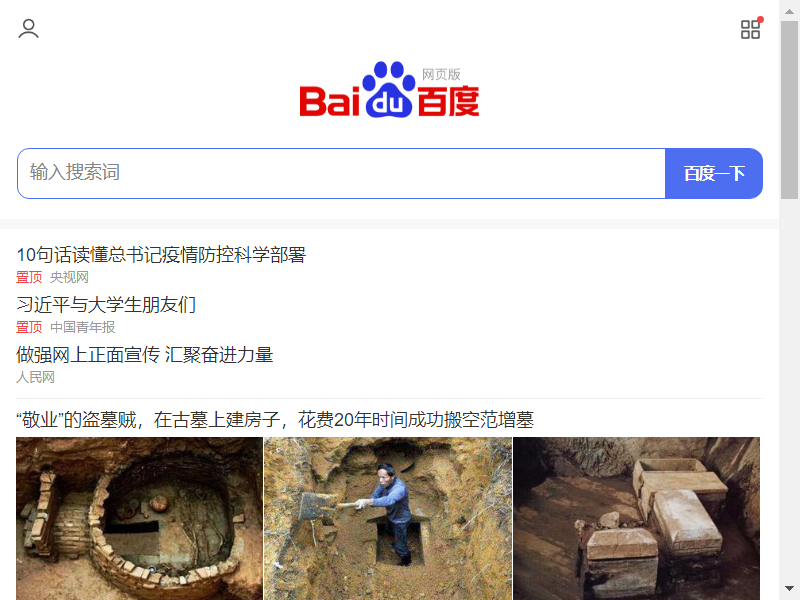 网页版
Bai du 百度
输入搜索词
百度一下
10句话读懂总书记疫情防控科学部署
置顶 央视网
习近平与大学生朋友们
置顶 中国青年报
做强网上正面宣传 汇聚奋进力量
人民网
“敬业”的盗墓贼，在古墓上建房子，花费20年时间成功搬空范增墓